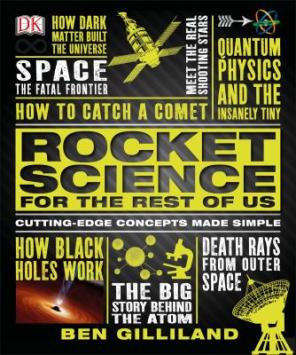 DK
HOW DARK
MATTER BUILT
THE UNIVERSE
SPACE
THE FATAL FRONTIER
MEET THE REAL
SHOOTING STARS
QUANTUM
PHYSICS
AND THE
INSANELY TINY
HOW TO CATCH A COMET
ROCKET
SCIENCE
FOR THE REST OF US
CUTTING-EDGE CONCEPTS MADE SIMPLE
HOW BLACK
HOLES WORK
THE BIG
STORY BEHIND
THE ATOM
DEATH RAYS
FROM OUTER
SPACE
BEN GILLILAND